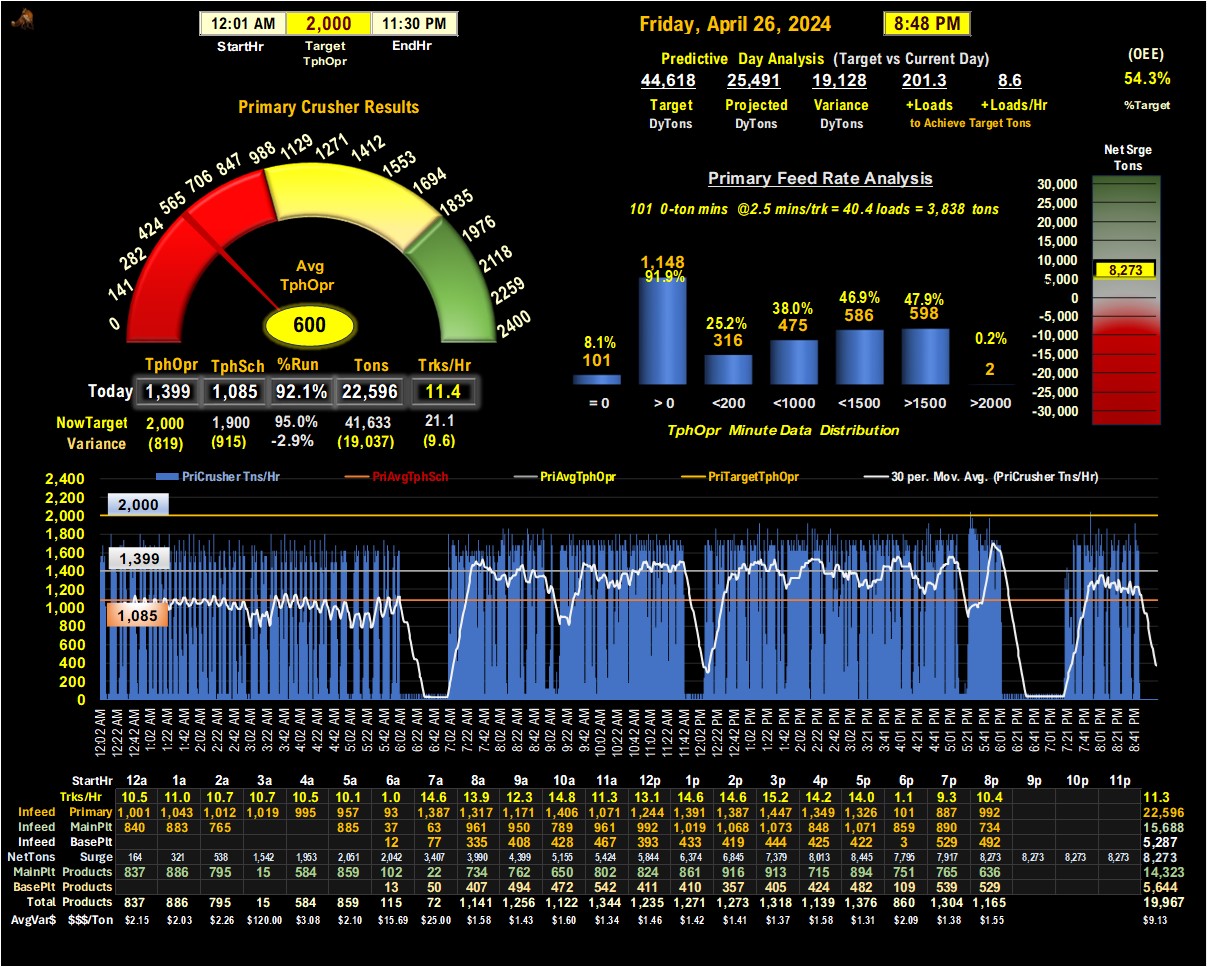 12:01 AM 2,000 11:30 PM
StartHr Target EndHr
TphOpr
Friday, April 26, 2024 8:48 PM
Predictive Day Analysis (Target vs Current Day)
44,618 25,491 19,128 201.3 8.6
Target Projected Variance +Loads +Loads/Hr
DyTons DyTons DyTons to Achieve Target Tons
(OEE)
54.3%
%Target
Primary Crusher Results
0 141 282 424 565 706 847 988 1129 1271 1412 1553 1694 1835 1976 2118 2259 2400
Avg
TphOpr
600
TphOpr TphSch %Run Tons Trks/Hr
Today 1,399 1,085 92.1% 22,596 11.4
NowTarget 2,000 1,900 95.0% 41,633 21.1
Variance (819) (915) -2.9% (19,037) (9.6)
Primary Feed Rate Analysis
101 0-ton mins @2.5 mins/trk = 40.4 loads = 3,838 tons
8.1% 91.9% 25.2% 38.0% 46.9% 47.9% 0.2%
101 1,148 316 475 586 598 2
= 0 > 0 <200 <1000 <1500 >1500 >2000
TphOpr Minute Data Distribution
NetSrge
Tons
30,000
25,000
20,000
15,000
10,000
8,273
5,000
0
-5,000
-10,000
-15,000
-20,000
-25,000
-30,000
PriCrusher Tns/Hr PriAvgTphSch PriAvgTphOpr PriTargetTphOpr 30 per. Mov. Avg. (PriCrusher Tns/Hr)
2,400
2,200
2,000
1,800
1,600
1,400
1,200
1,000
800
600
400
200
0
2,000
1,399
1,085
12:02 AM 12:22 AM 12:42 AM 1:02 AM 1:22 AM 1:42 AM 2:02 AM 2:22 AM 2:42 AM 3:02 AM 3:22 AM 3:42 AM 4:02 AM 4:22 AM 4:42 AM 5:02 AM 5:22 AM 5:42 AM 6:02 AM 6:22 AM 6:42 AM 7:02 AM 7:22 AM 7:42 AM 8:02 AM 8:22 AM 8:42 AM 9:02 AM 9:22 AM 9:42 AM 10:02 AM 10:22 AM 10:42 AM 11:02 AM 11:22 AM 11:42 AM 12:02 PM 12:22 PM 12:42 PM 1:02 PM 1:22 PM 1:42 PM 2:02 PM 2:22 PM 2:42 PM 3:02 PM 3:21 PM 3:41 PM 4:01 PM 4:21 PM 4:41 PM 5:01 PM 5:21 PM 5:41 PM 6:01 PM 6:21 PM 6:41 PM 7:01 PM 7:21 PM 7:41 PM 8:01 PM 8:21 PM 8:41 PM
StartHr 12a 1a 2a 3a 4a 5a 6a 7a 8a 9a 10a 11a 12p 1p 2p 3p 4p 5p 6p 7p 8p 9p 10p 11p
Trks/Hr 10.5 11.0 10.7 10.7 10.5 10.1 1.0 14.6 13.9 12.3 14.8 11.3 13.1 14.6 14.6 15.2 14.2 14.0 1.1 9.3 10.4 11.3
Infeed Primary 1,001 1,043 1,012 1,019 995 957 93 1,387 1,317 1,171 1,406 1,071 1,244 1,391 1,387 1,447 1,349 1,326 101 887 992 22,596
Infeed MainPlt 840 883 765 885 37 63 961 950 789 961 992 1,019 1,068 1,073 848 1,071 859 890 734 15,688
Infeed BasePlt 12 77 335 408 428 467 393 433 419 444 425 422 3 529 492 5,287
NetTons Surge 164 321 538 1,542 1,953 2,051 2,042 3,407 3,990 4,399 5,155 5,424 5,844 6,374 6,845 7,379 8,013 8,445 7,795 7,917 8,273 8,273 8,273 8,273 8,273
MainPlt Products 837 886 795 15 584 859 102 22 734 762 650 802 824 861 916 913 715 894 751 765 636 14,323
BasePlt Products 13 50 407 494 472 542 411 410 357 405 424 482 109 539 529 5,644
Total Products 837 886 795 15 584 859 115 72 1,141 1,256 1,122 1,344 1,235 1,271 1,273 1,318 1,139 1,376 860 1,304 1,165 19,967
AvgVar$ $$$/Ton $2.15 $2.03 $2.26 $120.00 $3.08 $2.10 $15.69 $25.00 $1.58 $1.43 $1.60 $1.34 $1.46 $1.42 $1.41 $1.37 $1.58 $1.31 $2.09 $1.38 $1.55 $9.13